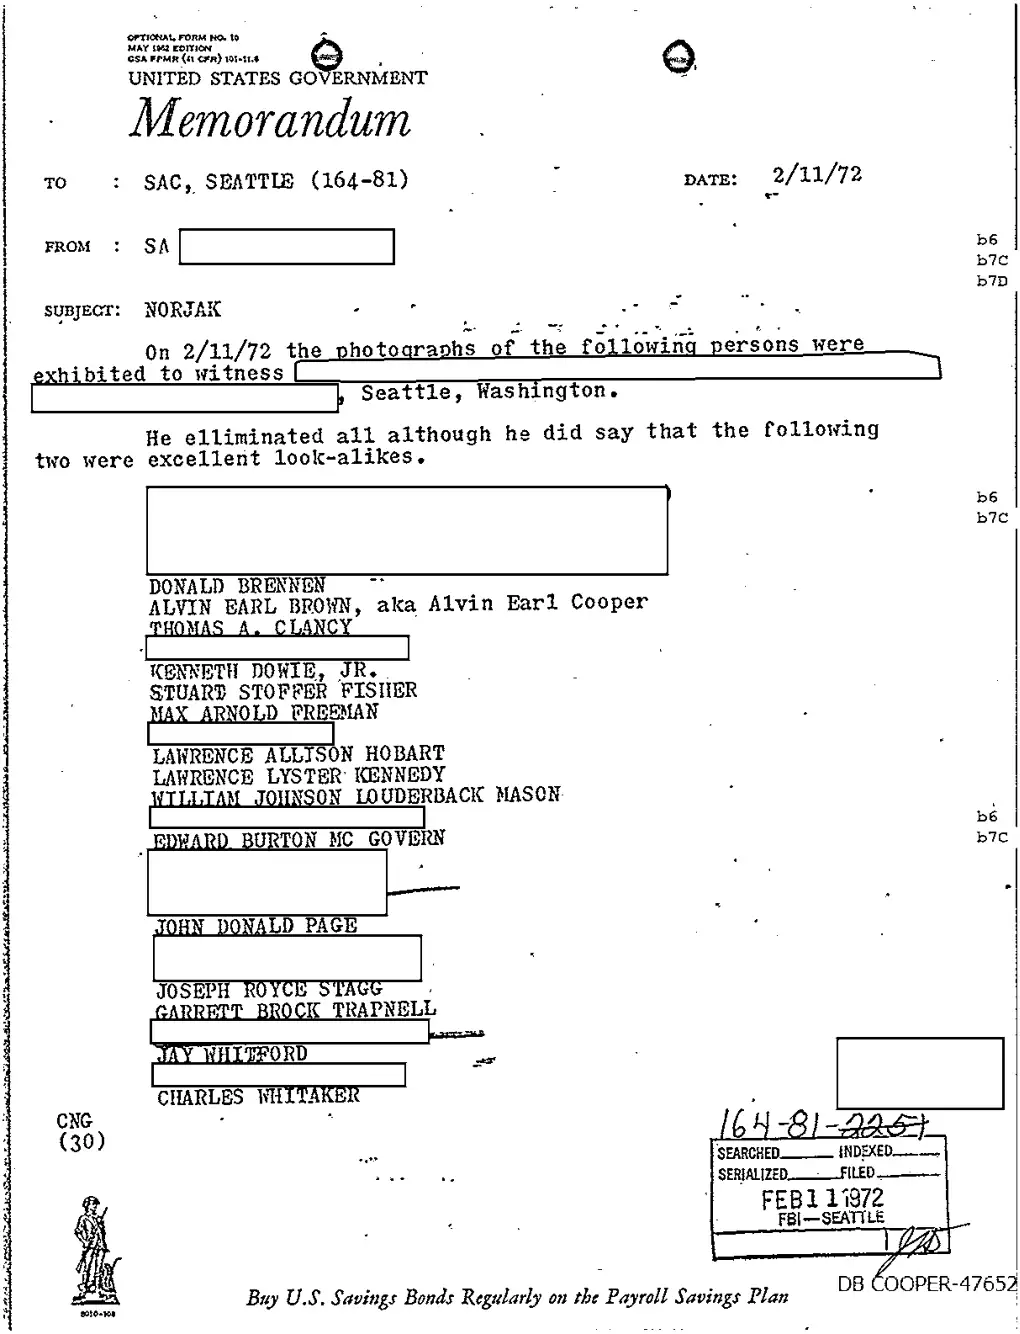 OPTIONAL FORM NO. 10
MAY 1962 EDITION
GSA FPMR (41 CFR) 101-11.6
UNITED STATES GOVERNMENT
Memorandum
TO : SAC, SEATTLE (164-81) DATE: 2/11/72
FROM : SA
b6
b7C
b7D
SUBJECT: NORJAK
On 2/11/72 the photographs of the following persons were
exhibited to witness
, Seattle, Washington.
He elliminated all although he did say that the following
two were excellent look-alikes.
b6
b7C
DONALD BRENNEN
ALVIN EARL BROWN, aka Alvin Earl Cooper
THOMAS A. CLANCY
KENNETH DOWIE, JR.
STUART STOFFER FISHER
MAX ARNOLD FREEMAN
LAWRENCE ALLISON HOBART
LAWRENCE LYSTER KENNEDY
WILLIAM JOHNSON LOUDERBACK MASON
b6
EDWARD BURTON MC GOVERN
b7C
JOHN DONALD PAGE
JOSEPH ROYCE STAGG
GARRETT BROCK TRAPNELL
JAY WHITFORD
CHARLES WHITAKER
CNG
(30)
164-81-2251
SEARCHED INDEXED
SERIALIZED FILED
FEB 11 1972
FBI—SEATTLE
DB COOPER-47652
Buy U.S. Savings Bonds Regularly on the Payroll Savings Plan
5010-108